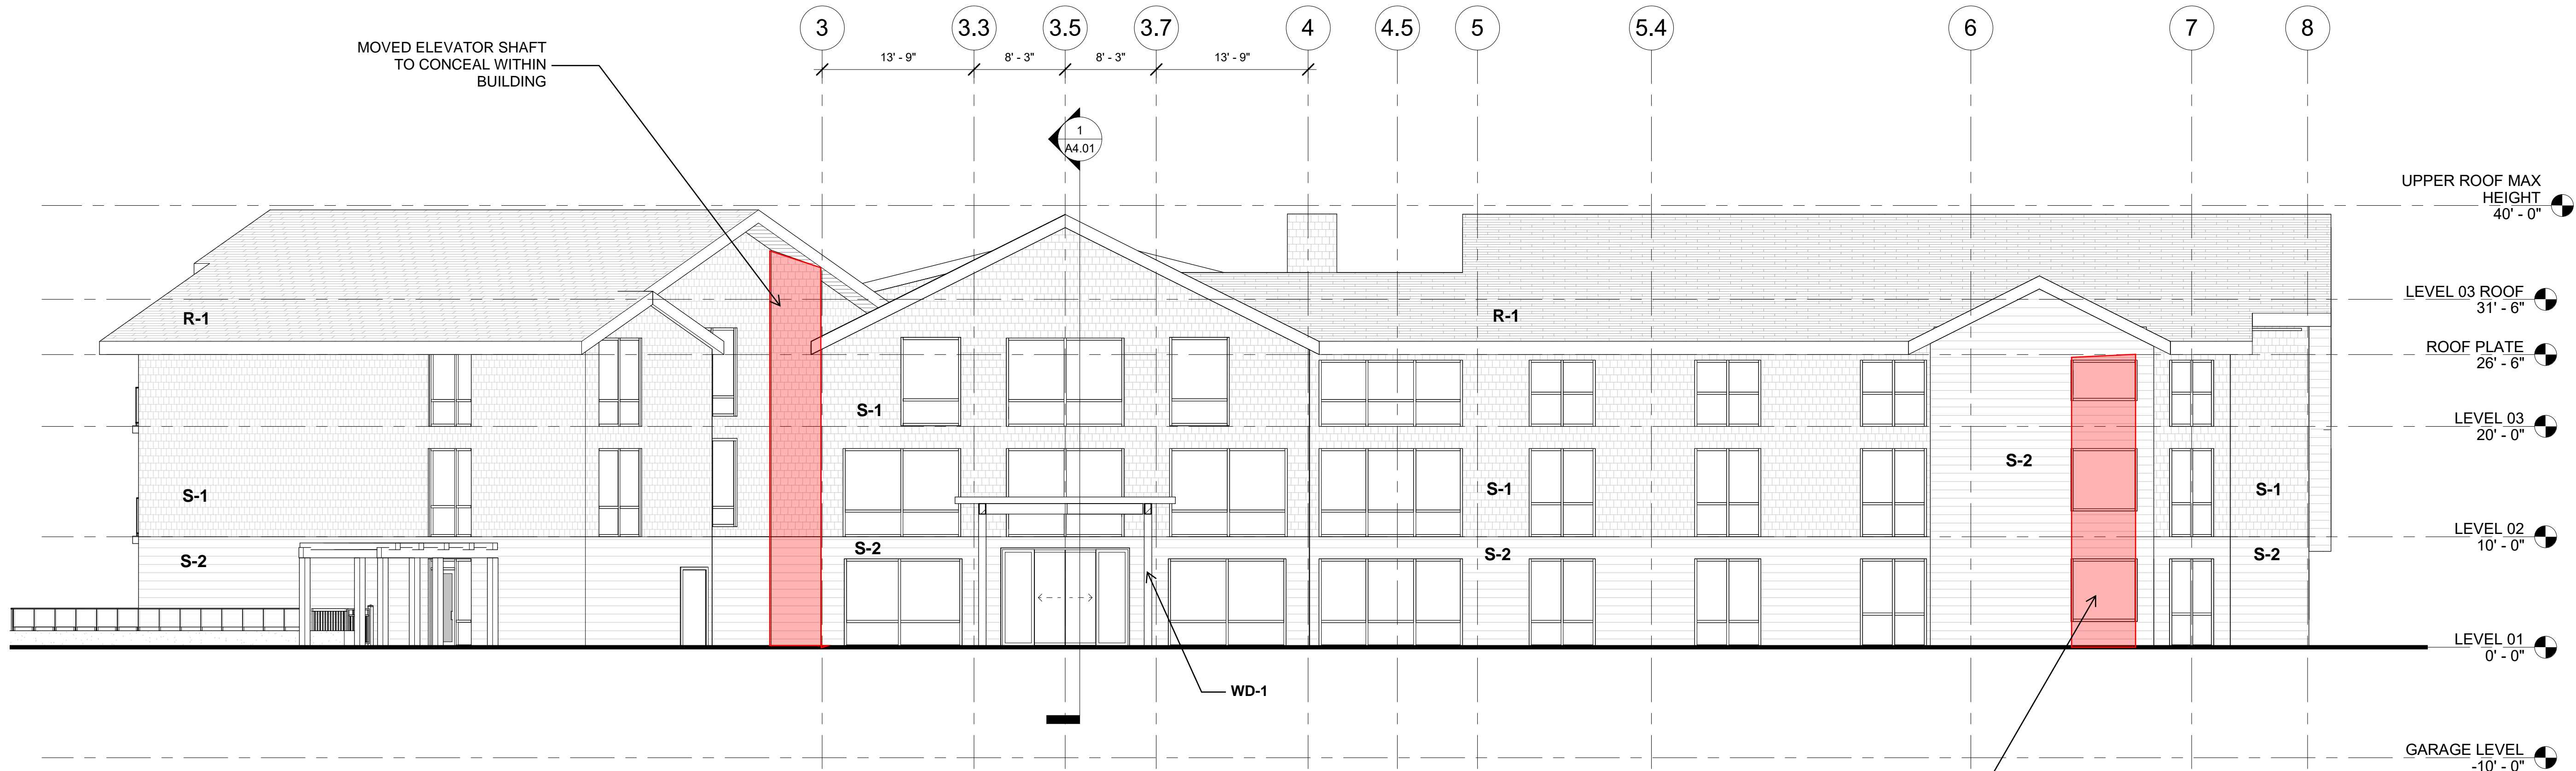 3
3.3
3.5
3.7
4
4.5
5
5.4
6
7
8
MOVED ELEVATOR SHAFT
TO CONCEAL WITHIN
BUILDING
13' - 9"
8' - 3"
8' - 3"
13' - 9"
1
A4.01
UPPER ROOF MAX
HEIGHT
40' - 0"
LEVEL 03 ROOF
31' - 6"
R-1
R-1
ROOF PLATE
26' - 6"
S-1
LEVEL 03
20' - 0"
S-2
S-1
S-1
S-1
LEVEL 02
10' - 0"
S-2
S-2
S-2
S-2
LEVEL 01
0' - 0"
WD-1
GARAGE LEVEL
-10' - 0"